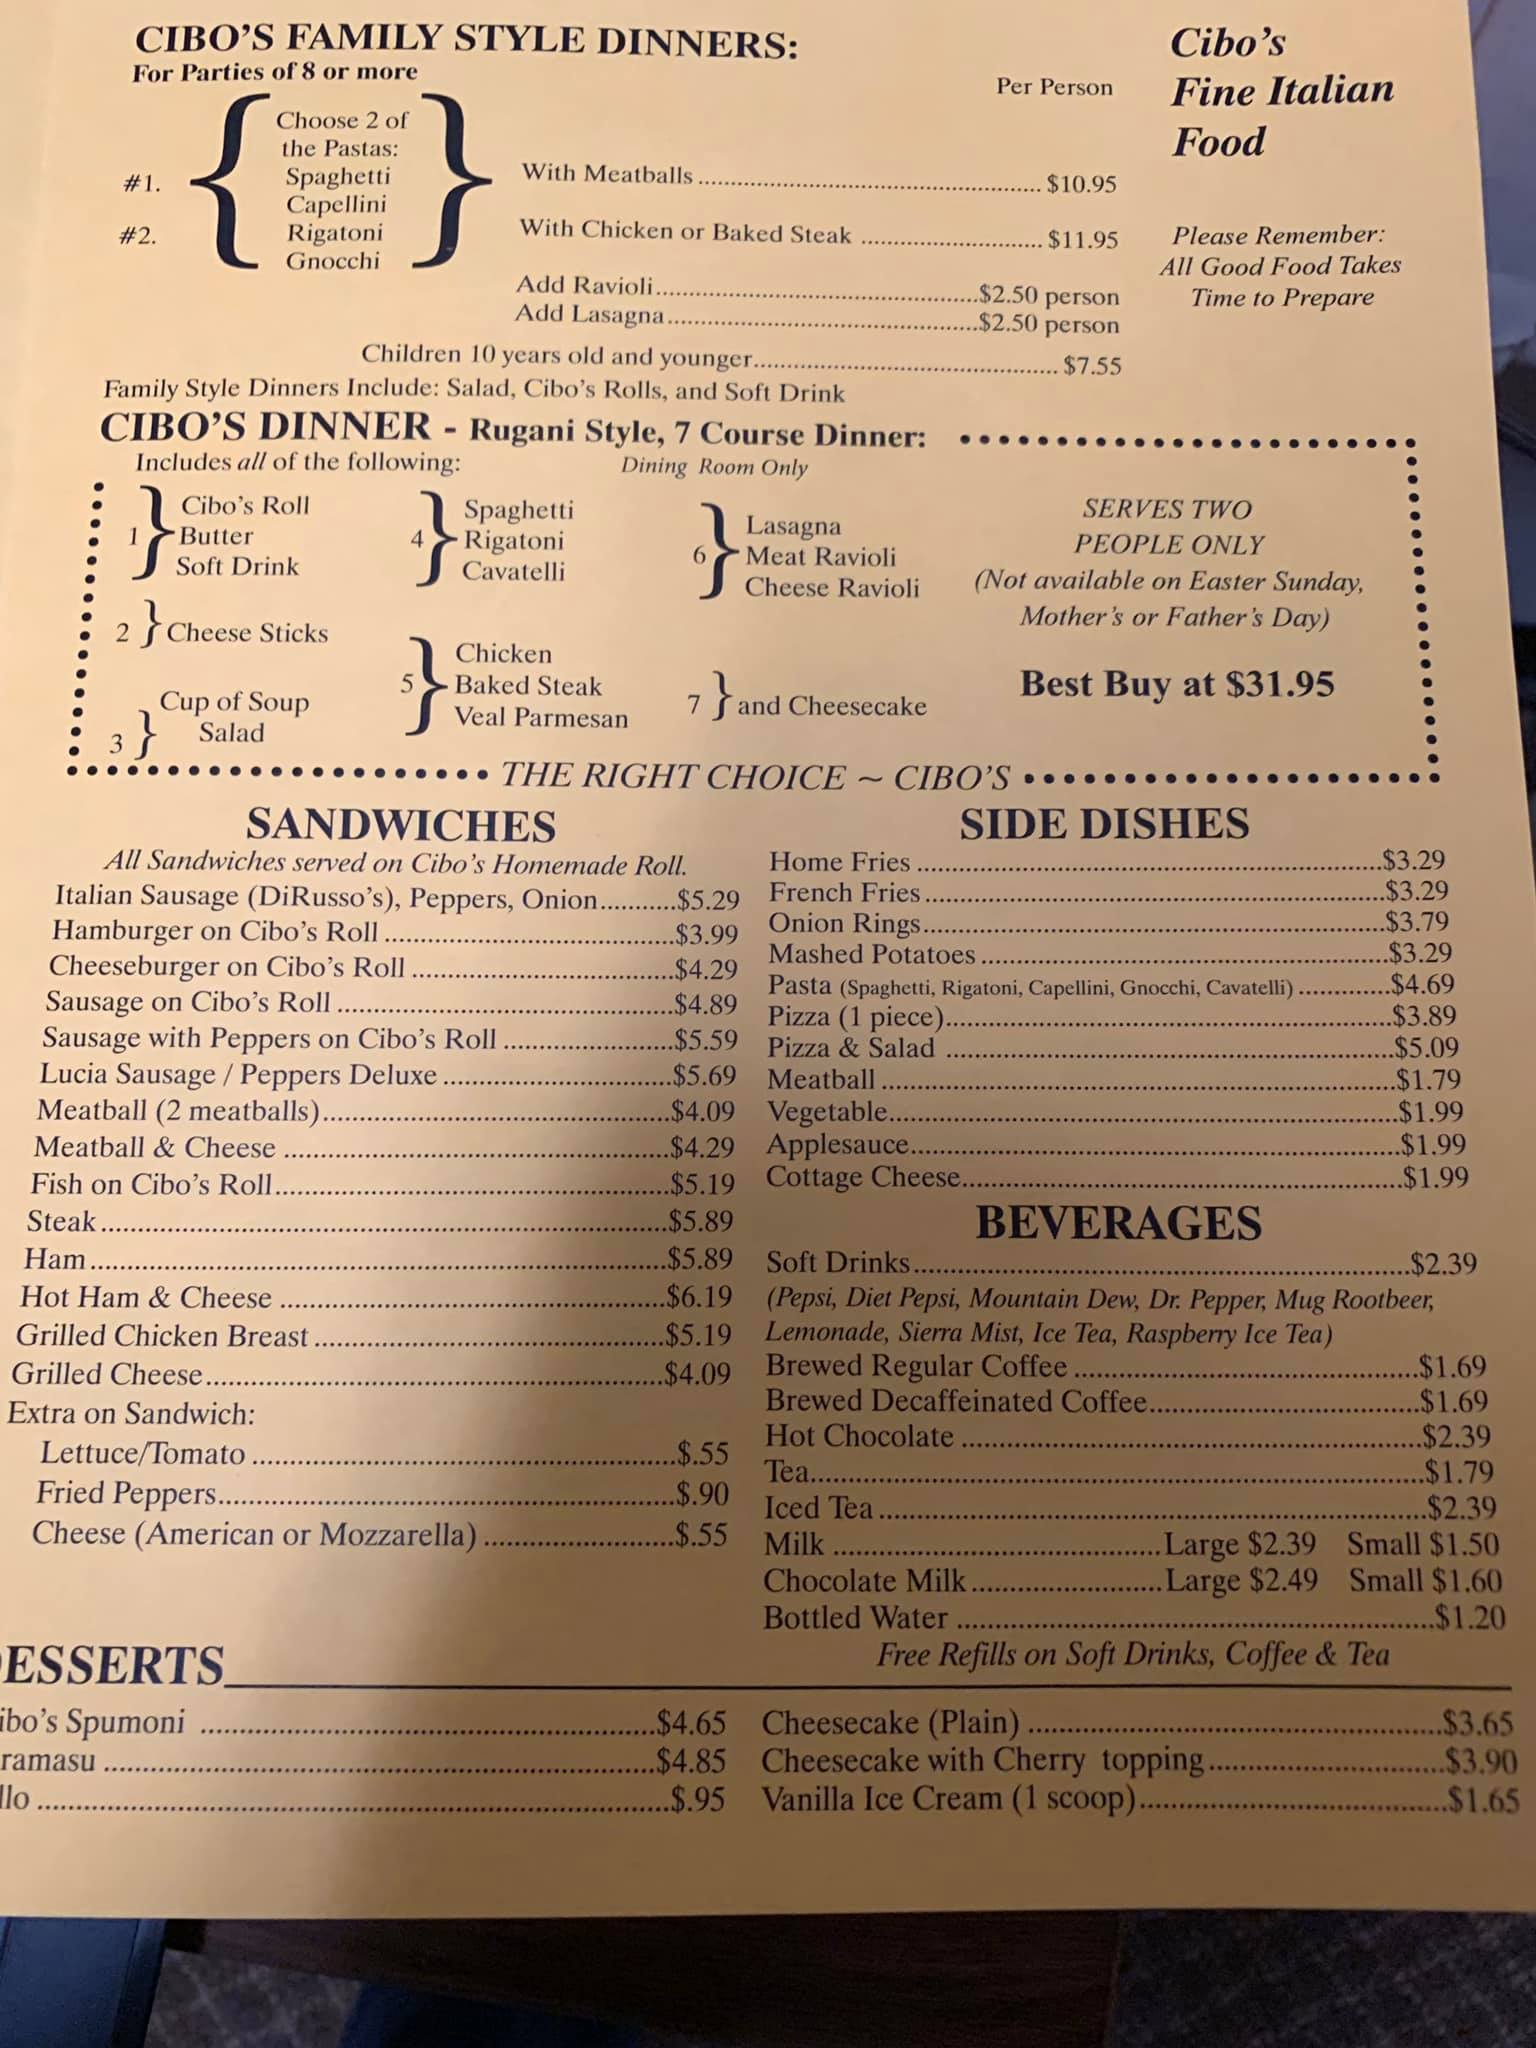 CIBO'S FAMILY STYLE DINNERS:
For Parties of 8 or more
Per Person
Choose 2 of
the Pastas:
Spaghetti
Capellini
Rigatoni
Gnocchi
#1.
#2.
With Meatballs $10.95
With Chicken or Baked Steak $11.95
Add Ravioli $2.50 person
Add Lasagna $2.50 person
Children 10 years old and younger $7.55
Family Style Dinners Include: Salad, Cibo's Rolls, and Soft Drink
Cibo's
Fine Italian
Food
Please Remember:
All Good Food Takes
Time to Prepare
CIBO'S DINNER - Rugani Style, 7 Course Dinner:
Includes all of the following:
Dining Room Only
1 Cibo's Roll
Butter
Soft Drink
2 Cheese Sticks
3 Cup of Soup
Salad
4 Spaghetti
Rigatoni
Cavatelli
5 Chicken
Baked Steak
Veal Parmesan
6 Lasagna
Meat Ravioli
Cheese Ravioli
7 and Cheesecake
SERVES TWO
PEOPLE ONLY
(Not available on Easter Sunday,
Mother's or Father's Day)
Best Buy at $31.95
THE RIGHT CHOICE ~ CIBO'S
SANDWICHES
All Sandwiches served on Cibo's Homemade Roll.
Italian Sausage (DiRusso's), Peppers, Onion $5.29
Hamburger on Cibo's Roll $3.99
Cheeseburger on Cibo's Roll $4.29
Sausage on Cibo's Roll $4.89
Sausage with Peppers on Cibo's Roll $5.59
Lucia Sausage / Peppers Deluxe $5.69
Meatball (2 meatballs) $4.09
Meatball & Cheese $4.29
Fish on Cibo's Roll $5.19
Steak $5.89
Ham $5.89
Hot Ham & Cheese $6.19
Grilled Chicken Breast $5.19
Grilled Cheese $4.09
Extra on Sandwich:
Lettuce/Tomato $.55
Fried Peppers $.90
Cheese (American or Mozzarella) $.55
SIDE DISHES
Home Fries $3.29
French Fries $3.29
Onion Rings $3.79
Mashed Potatoes $3.29
Pasta (Spaghetti, Rigatoni, Capellini, Gnocchi, Cavatelli) $4.69
Pizza (1 piece) $3.89
Pizza & Salad $5.09
Meatball $1.79
Vegetable $1.99
Applesauce $1.99
Cottage Cheese $1.99
BEVERAGES
Soft Drinks $2.39
(Pepsi, Diet Pepsi, Mountain Dew, Dr. Pepper, Mug Rootbeer,
Lemonade, Sierra Mist, Ice Tea, Raspberry Ice Tea)
Brewed Regular Coffee $1.69
Brewed Decaffeinated Coffee $1.69
Hot Chocolate $2.39
Tea $1.79
Iced Tea $2.39
Milk Large $2.39 Small $1.50
Chocolate Milk Large $2.49 Small $1.60
Bottled Water $1.20
Free Refills on Soft Drinks, Coffee & Tea
ESSERTS
ibo's Spumoni $4.65
ramasu $4.85
llo $.95
Cheesecake (Plain) $3.65
Cheesecake with Cherry topping $3.90
Vanilla Ice Cream (1 scoop) $1.65